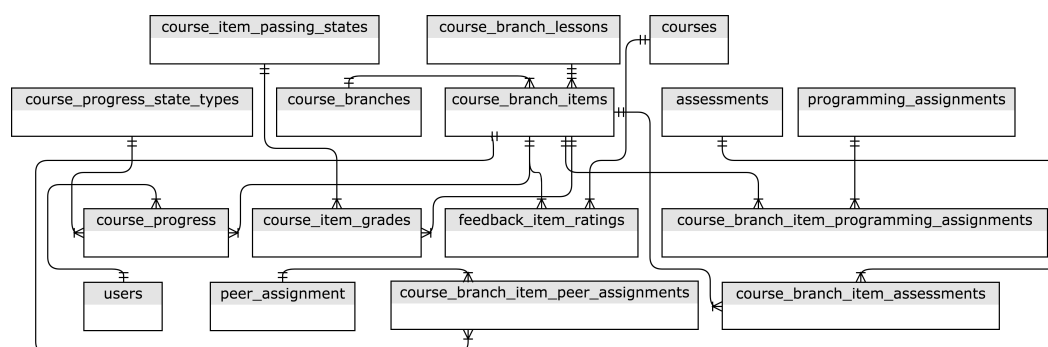 course_item_passing_states
course_branch_lessons
courses
course_progress_state_types
course_branches
course_branch_items
assessments
programming_assignments
course_progress
course_item_grades
feedback_item_ratings
course_branch_item_programming_assignments
users
peer_assignment
course_branch_item_peer_assignments
course_branch_item_assessments